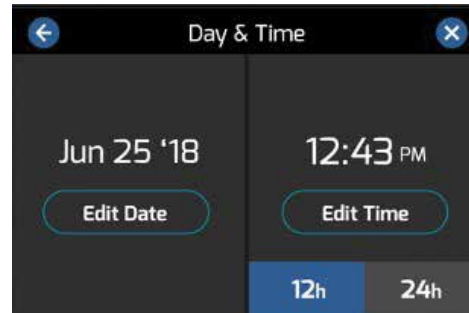 Day & Time
Jun 25 ‘18
Edit Date
12:43 PM
Edit Time
12h
24h